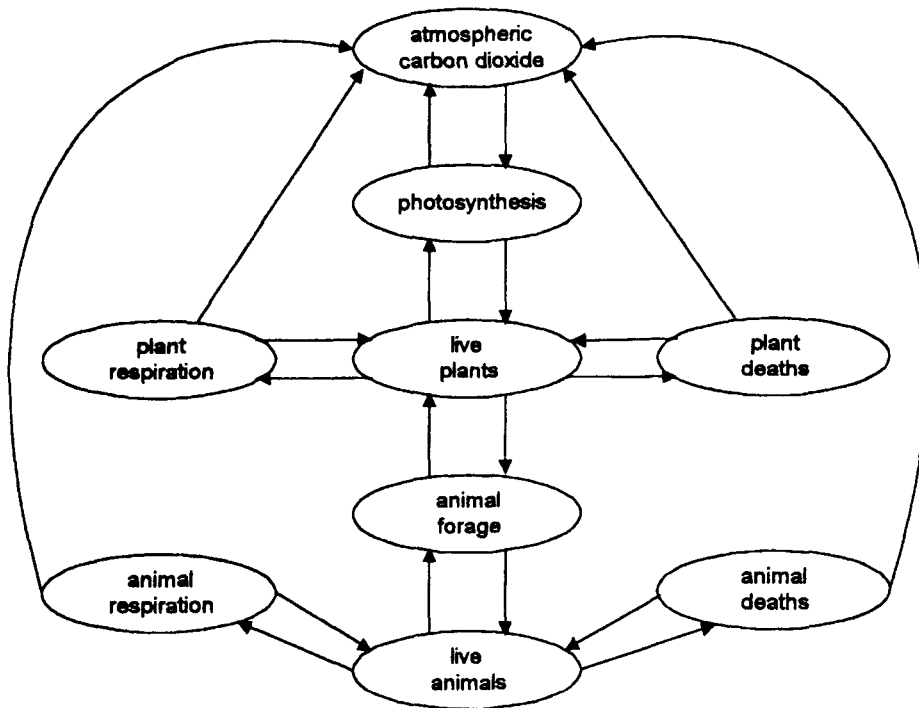 atmospheric
carbon dioxide
photosynthesis
plant
respiration
live
plants
plant
deaths
animal
forage
animal
respiration
animal
deaths
live
animals